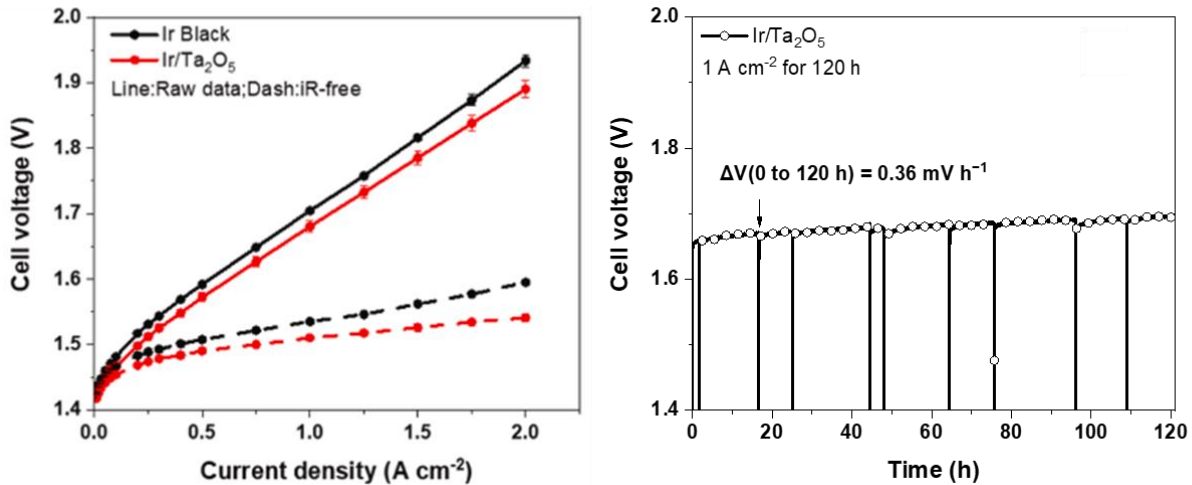 Ir Black
Ir/Ta₂O₅
Line:Raw data;Dash:iR-free
2.0
1.9
1.8
1.7
1.6
1.5
1.4
Cell voltage (V)
0.0 0.5 1.0 1.5 2.0
Current density (A cm⁻²)
Ir/Ta₂O₅
1 A cm⁻² for 120 h
ΔV(0 to 120 h) = 0.36 mV h⁻¹
2.0
1.8
1.6
1.4
Cell voltage (V)
0 20 40 60 80 100 120
Time (h)